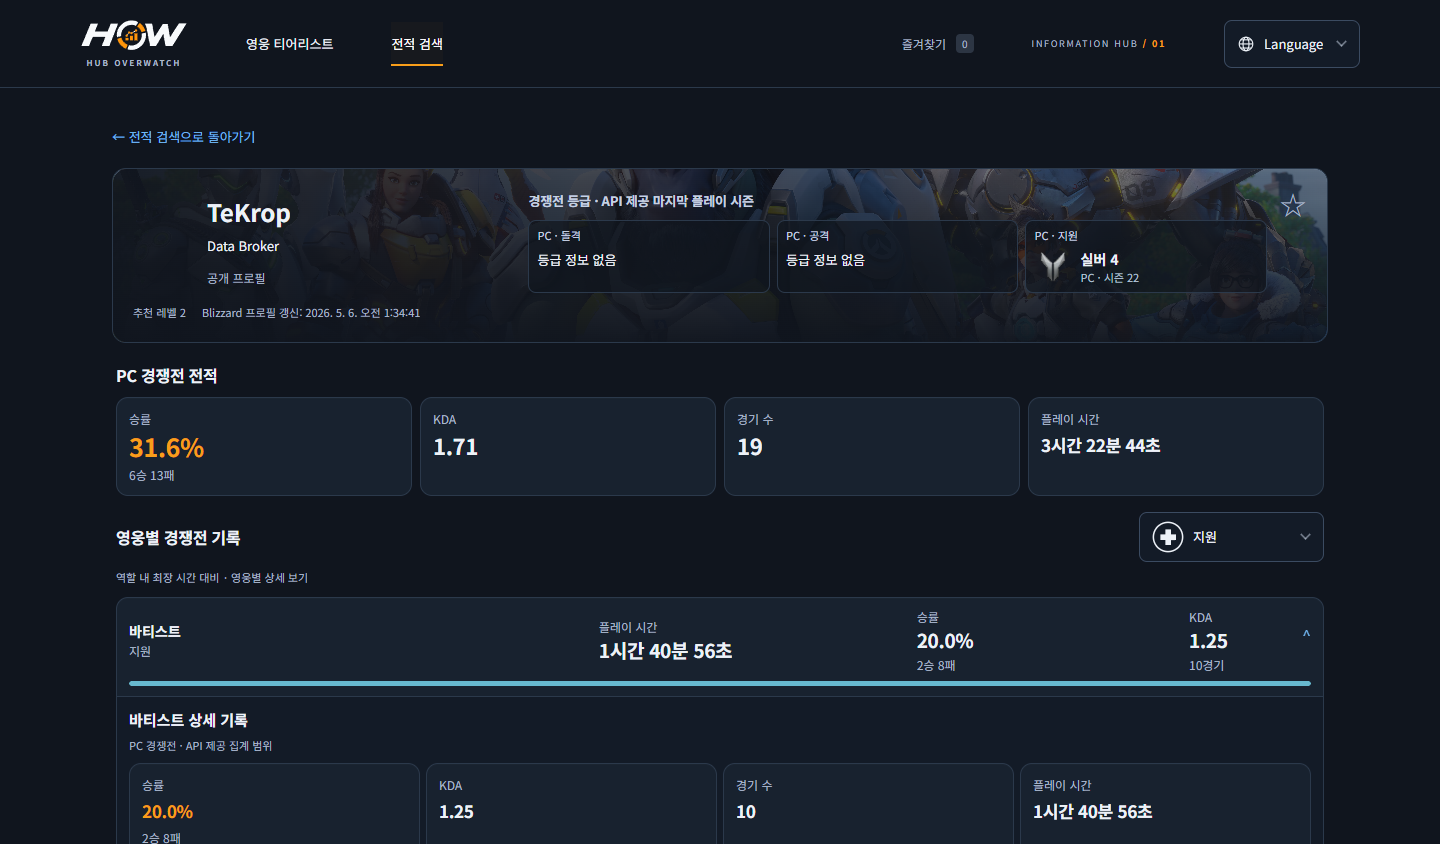 HOW
HUB OVERWATCH
영웅 티어리스트
전적 검색
즐겨찾기 0
INFORMATION HUB / 01
Language
← 전적 검색으로 돌아가기
TeKrop
Data Broker
공개 프로필
추천 레벨 2 Blizzard 프로필 갱신: 2026. 5. 6. 오전 1:34:41
경쟁전 등급 · API 제공 마지막 플레이 시즌
PC · 돌격
등급 정보 없음
PC · 공격
등급 정보 없음
PC · 지원
실버 4
PC · 시즌 22
PC 경쟁전 전적
승률
31.6%
6승 13패
KDA
1.71
경기 수
19
플레이 시간
3시간 22분 44초
영웅별 경쟁전 기록
지원
역할 내 최장 시간 대비 · 영웅별 상세 보기
바티스트
지원
플레이 시간
1시간 40분 56초
승률
20.0%
2승 8패
KDA
1.25
10경기
바티스트 상세 기록
PC 경쟁전 · API 제공 집계 범위
승률
20.0%
2승 8패
KDA
1.25
경기 수
10
플레이 시간
1시간 40분 56초